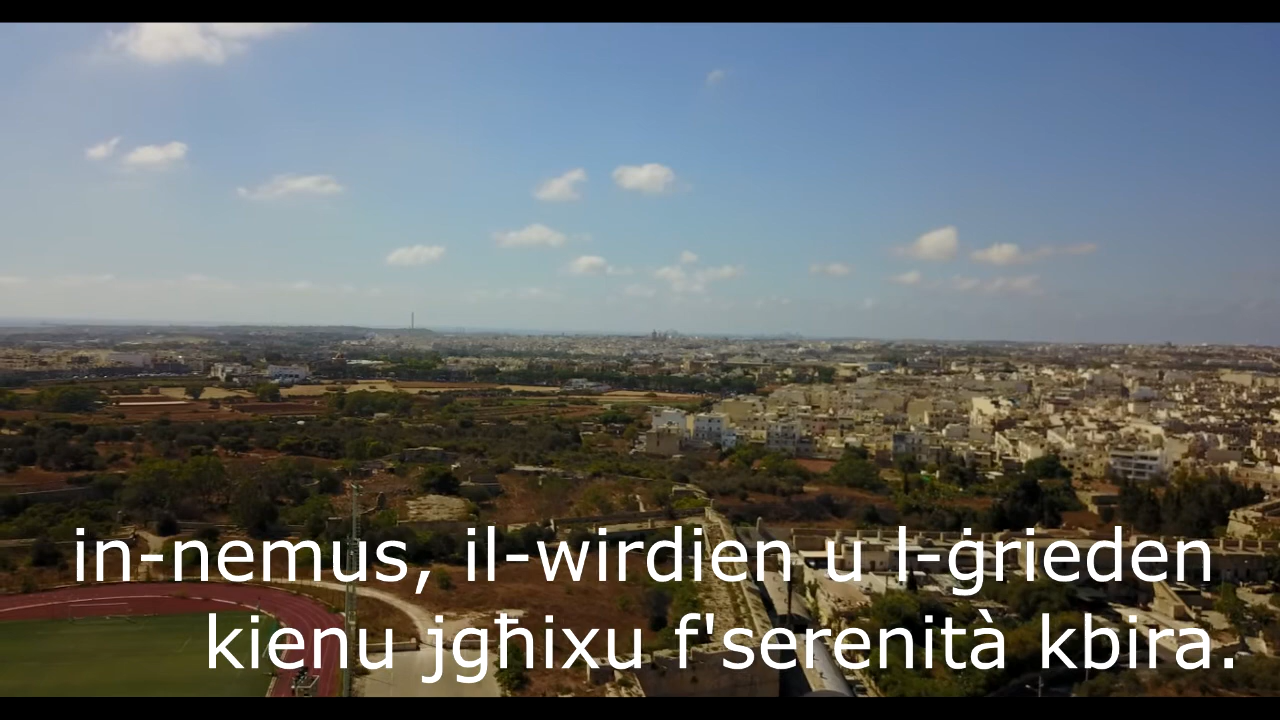 in-nemus, il-wirdien u l-ġrieden
kienu jgħixu f'serenità kbira.